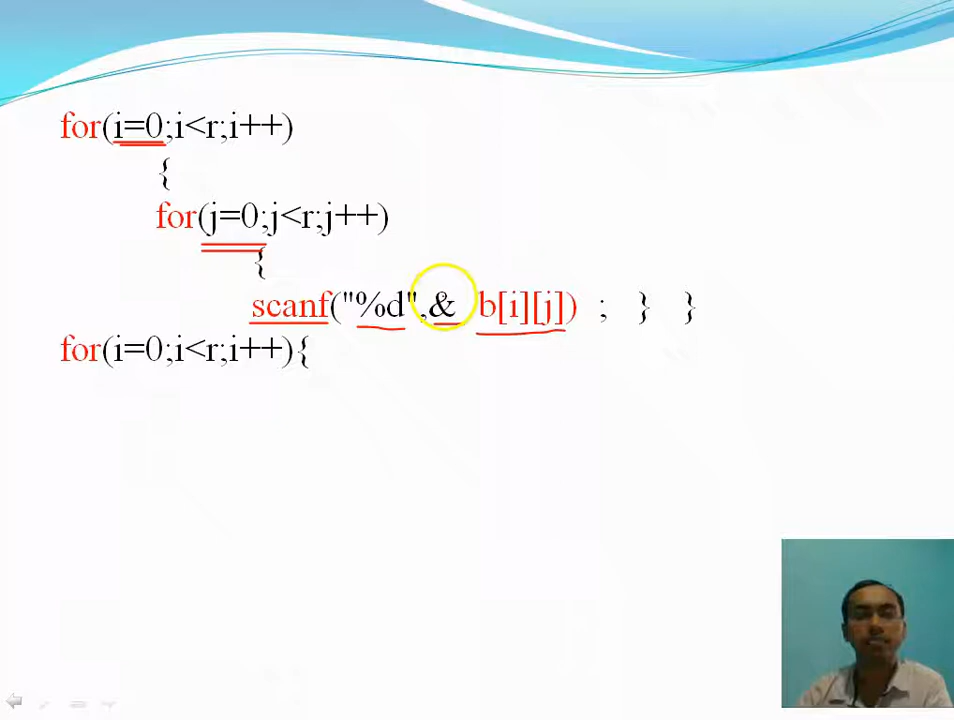 for(i=0;i<r;i++)
{
for(j=0;j<r;j++)
{
scanf("%d",& b[i][j]) ; } }
for(i=0;i<r;i++){